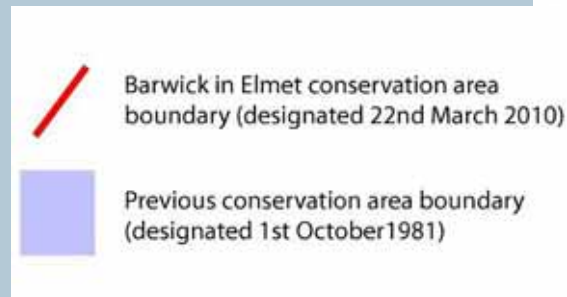 Barwick in Elmet conservation area
boundary (designated 22nd March 2010)
Previous conservation area boundary
(designated 1st October1981)